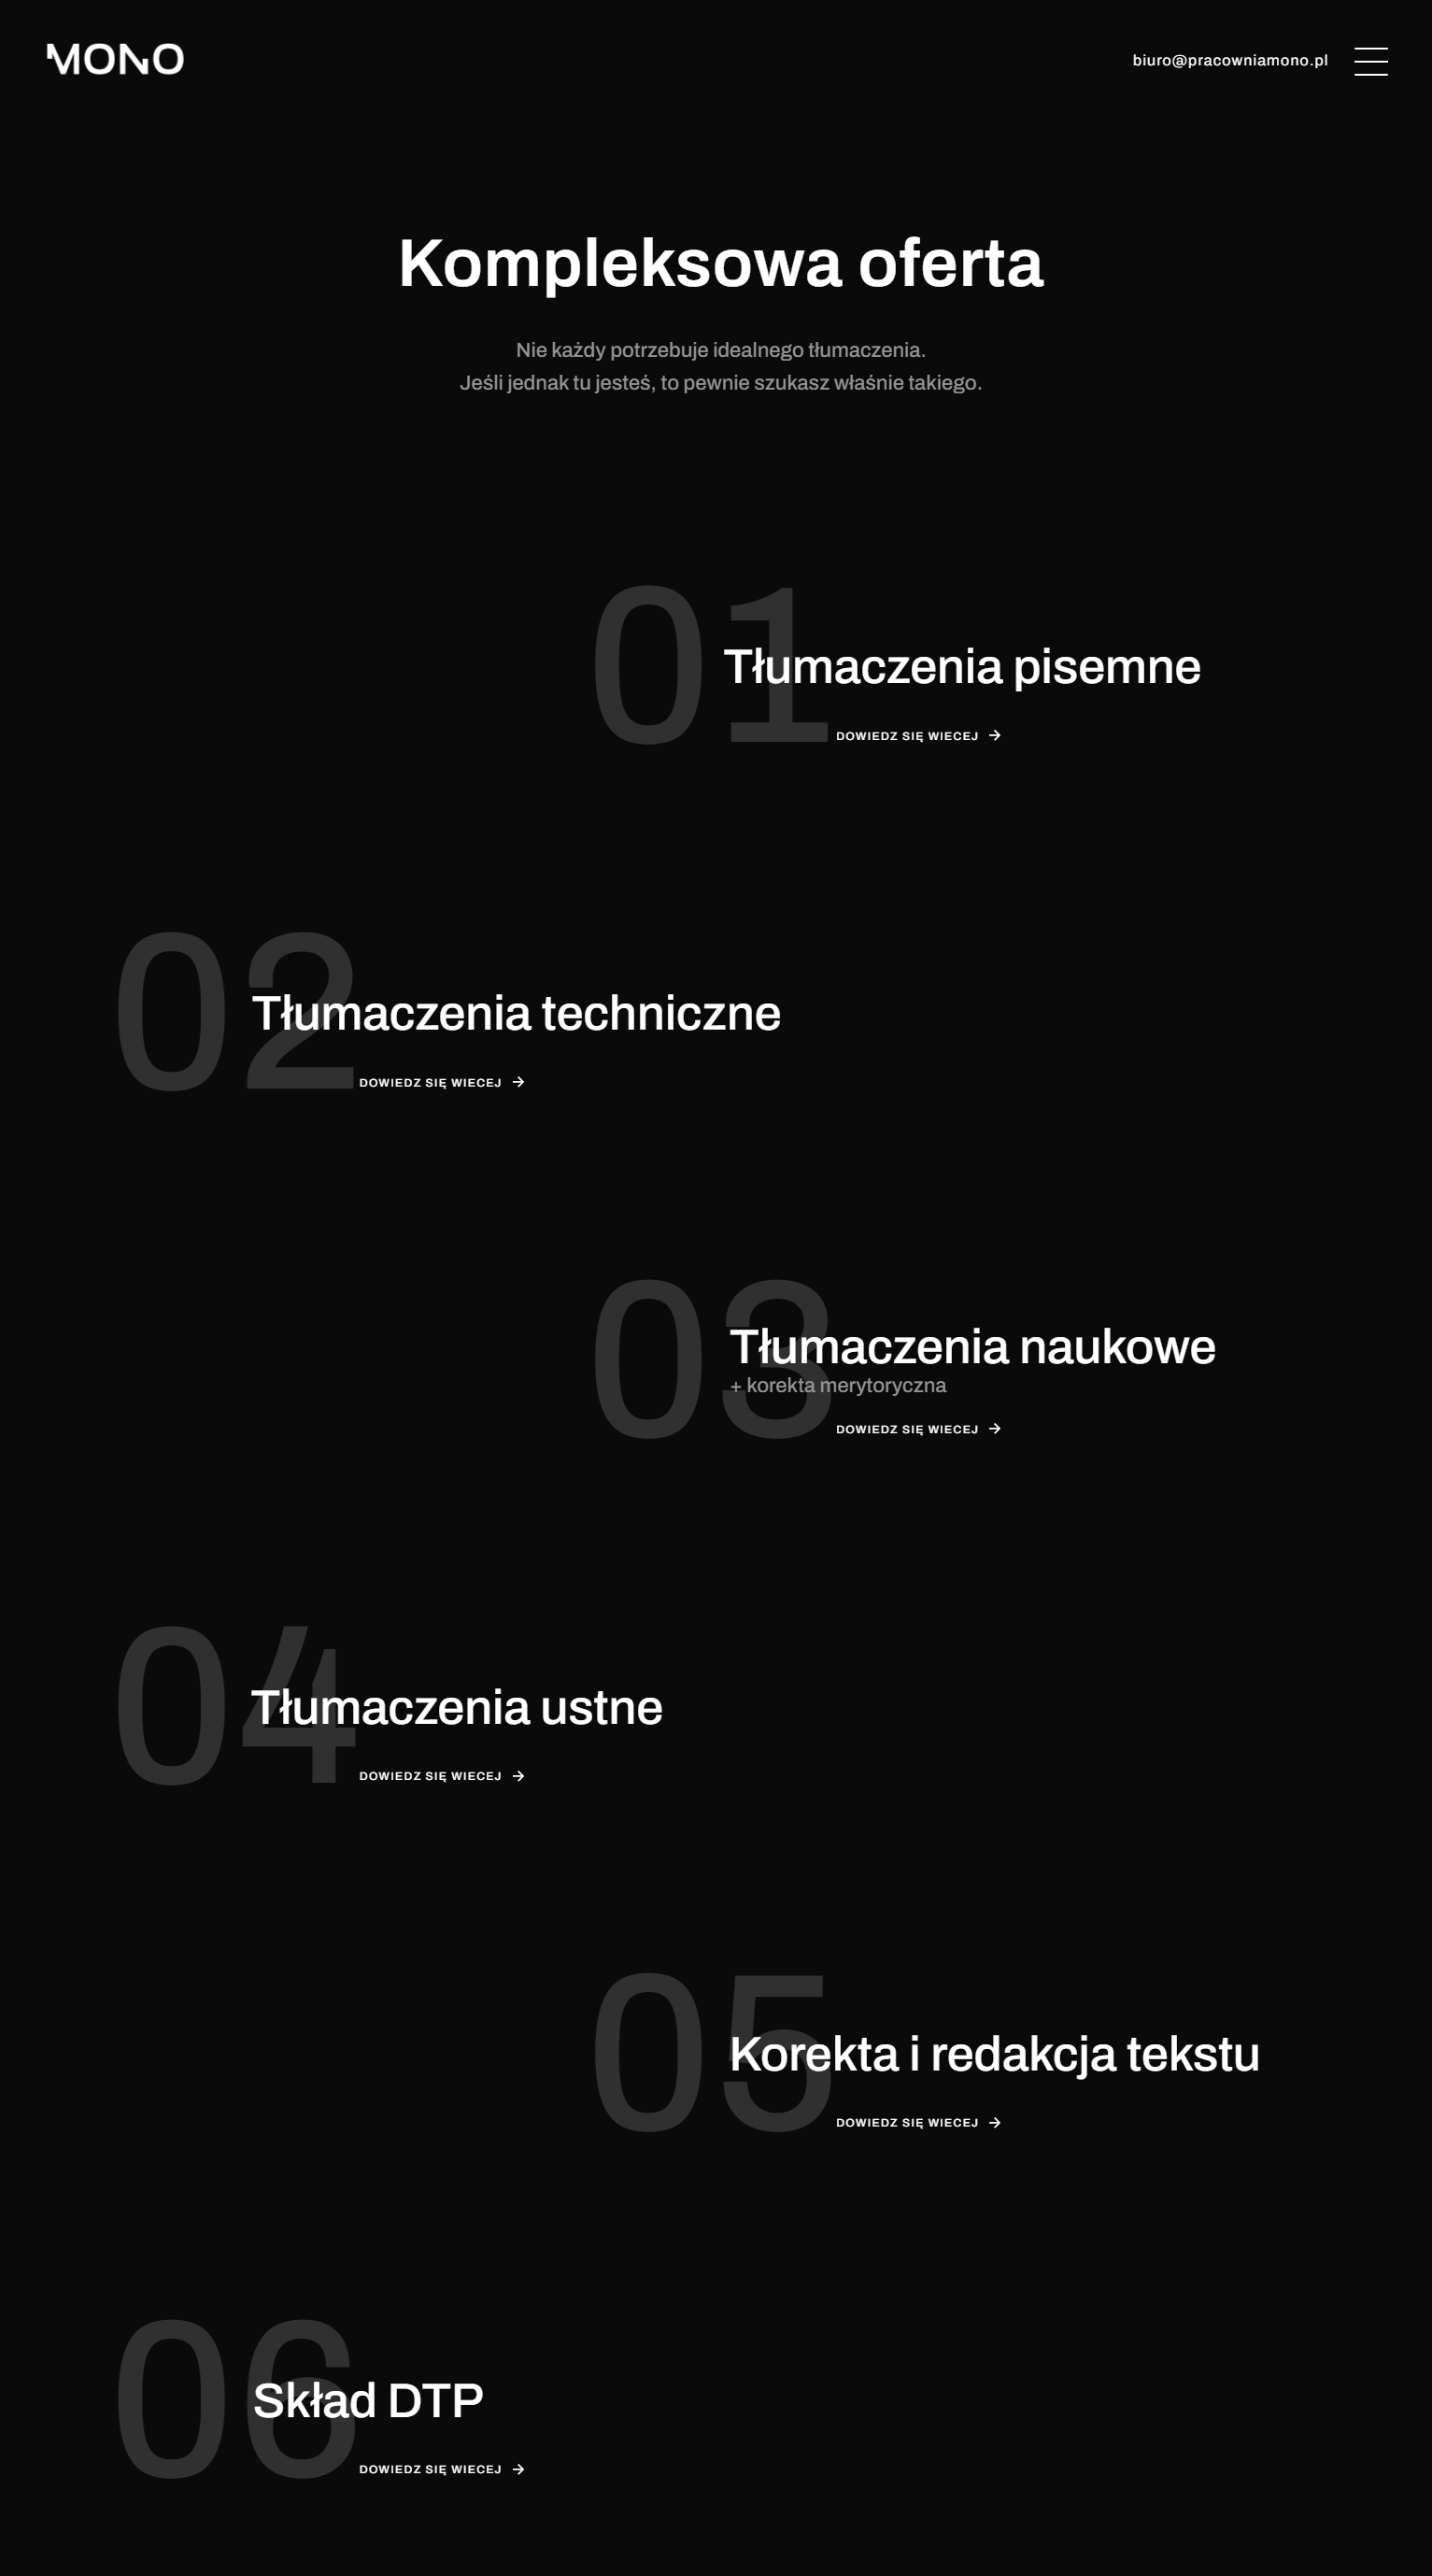 MONO
biuro@pracowniamono.pl
Kompleksowa oferta
Nie każdy potrzebuje idealnego tłumaczenia.
Jeśli jednak tu jesteś, to pewnie szukasz właśnie takiego.
01
Tłumaczenia pisemne
DOWIEDZ SIĘ WIECEJ →
02
Tłumaczenia techniczne
DOWIEDZ SIĘ WIECEJ →
03
Tłumaczenia naukowe
+ korekta merytoryczna
DOWIEDZ SIĘ WIECEJ →
04
Tłumaczenia ustne
DOWIEDZ SIĘ WIECEJ →
05
Korekta i redakcja tekstu
DOWIEDZ SIĘ WIECEJ →
06
Skład DTP
DOWIEDZ SIĘ WIECEJ →